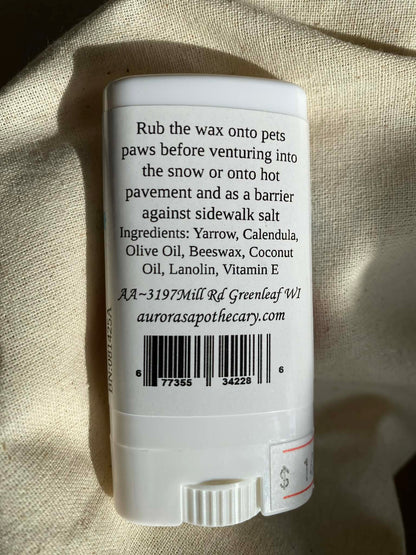 Rub the wax onto pets
paws before venturing into
the snow or onto hot
pavement and as a barrier
against sidewalk salt
Ingredients: Yarrow, Calendula,
Olive Oil, Beeswax, Coconut
Oil, Lanolin, Vitamin E
AA~3197Mill Rd Greenleaf WI
aurorasapothecary.com
6 77355 34228 6
$